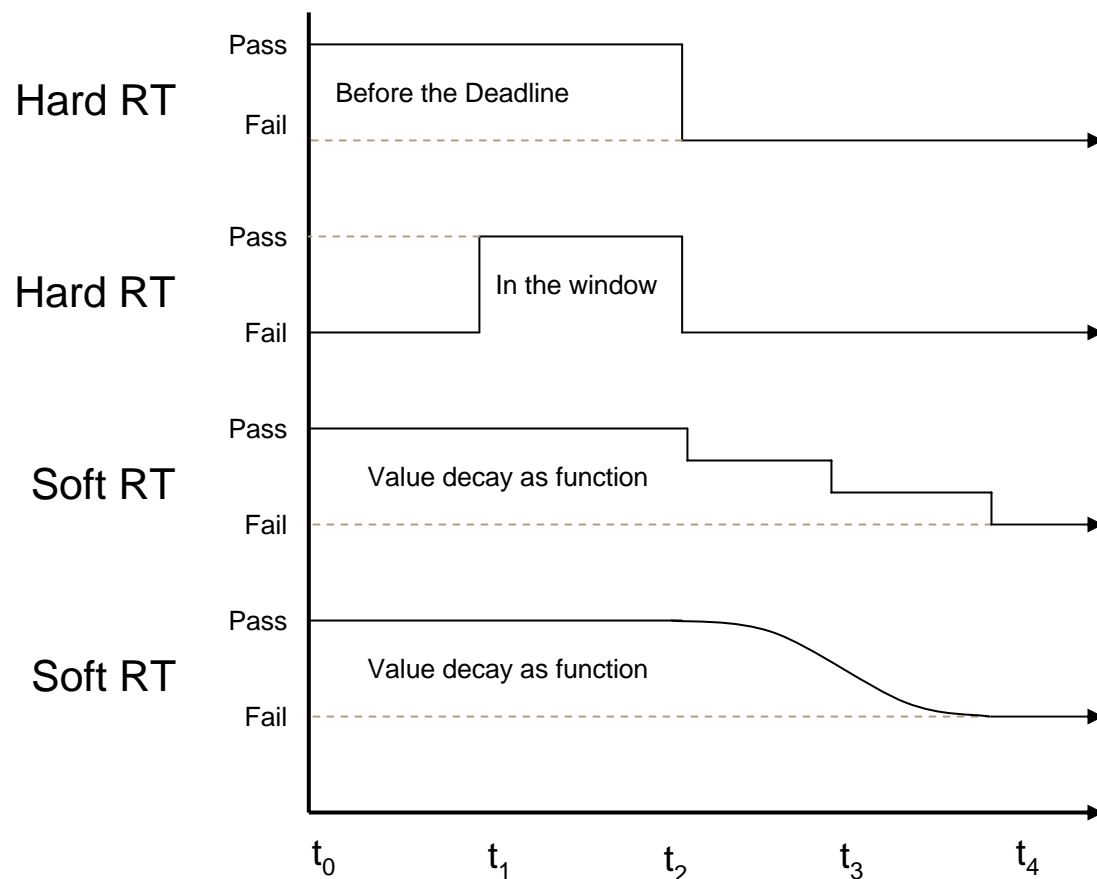 Pass
Hard RT
Before the Deadline
Fail
Pass
Hard RT
In the window
Fail
Pass
Soft RT
Value decay as function
Fail
Pass
Soft RT
Value decay as function
Fail
t0 t1 t2 t3 t4